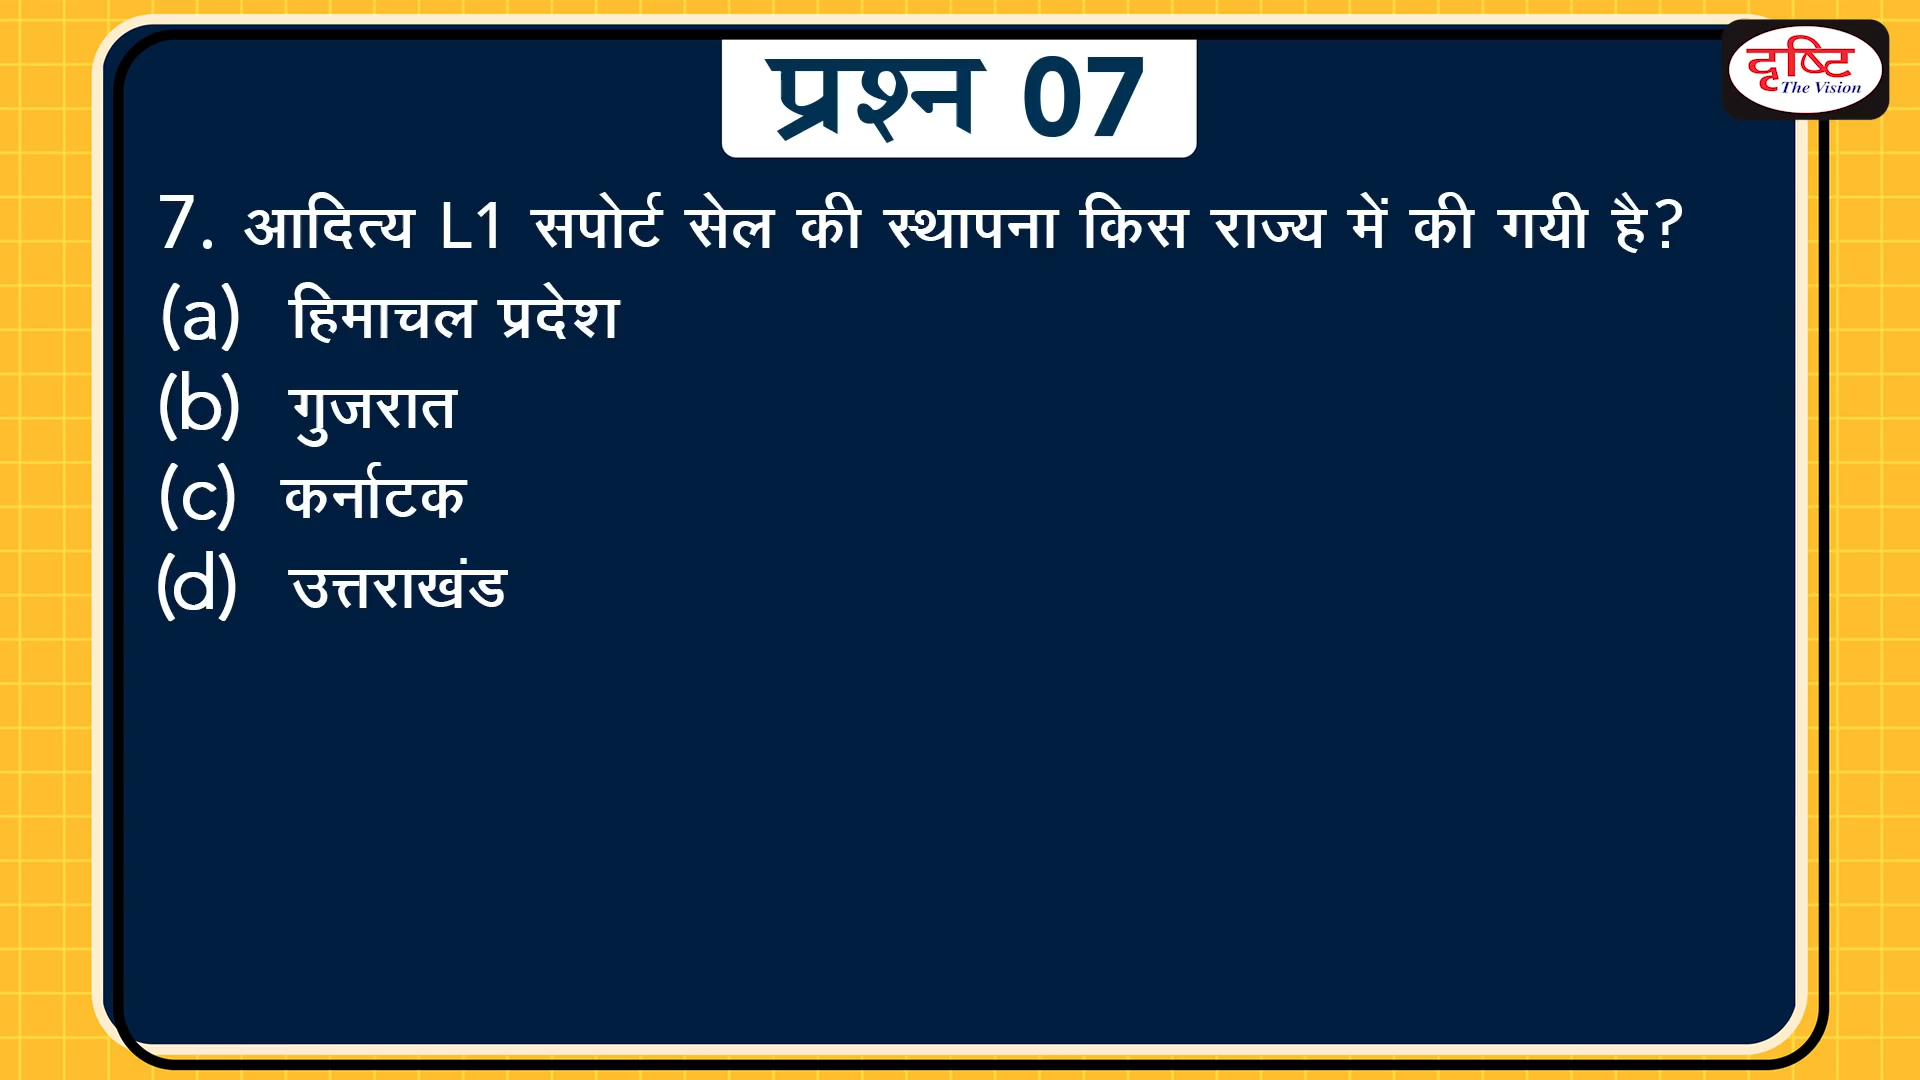 प्रश्न 07
दृष्टि
The Vision
7. आदित्य L1 सपोर्ट सेल की स्थापना किस राज्य में की गयी है?
(a) हिमाचल प्रदेश
(b) गुजरात
(c) कर्नाटक
(d) उत्तराखंड